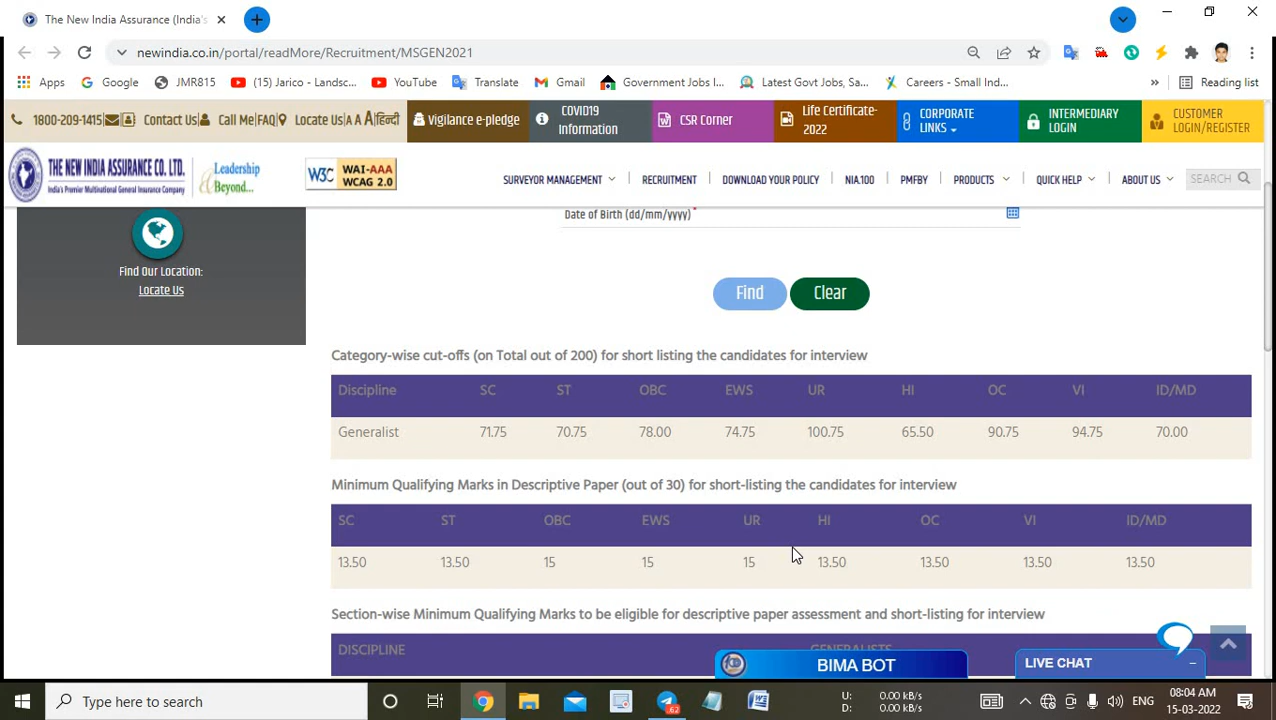 The New India Assurance (India's
newindia.co.in/portal/readMore/Recruitment/MSGEN2021
Apps Google JMR815 (15) Jarico - Landsc... YouTube Translate Gmail Government Jobs I... Latest Govt Jobs, Sa... Careers - Small Ind... » Reading list
1800-209-1415 Contact Us Call Me FAQ Locate Us A A A हिन्दी
Vigilance e-pledge
COVID19
Information
CSR Corner
Life Certificate-
2022
CORPORATE
LINKS
INTERMEDIARY
LOGIN
CUSTOMER
LOGIN/REGISTER
THE NEW INDIA ASSURANCE CO. LTD.
India's Premier Multinational General Insurance Company
Leadership
Beyond...
W3C WAI-AAA
WCAG 2.0
SURVEYOR MANAGEMENT RECRUITMENT DOWNLOAD YOUR POLICY NIA.100 PMFBY PRODUCTS QUICK HELP ABOUT US SEARCH
Date of Birth (dd/mm/yyyy) *
Find Our Location:
Locate Us
Find Clear
Category-wise cut-offs (on Total out of 200) for short listing the candidates for interview
Discipline SC ST OBC EWS UR HI OC VI ID/MD
Generalist 71.75 70.75 78.00 74.75 100.75 65.50 90.75 94.75 70.00
Minimum Qualifying Marks in Descriptive Paper (out of 30) for short-listing the candidates for interview
SC ST OBC EWS UR HI OC VI ID/MD
13.50 13.50 15 15 15 13.50 13.50 13.50 13.50
Section-wise Minimum Qualifying Marks to be eligible for descriptive paper assessment and short-listing for interview
DISCIPLINE GENERALISTS
BIMA BOT
LIVE CHAT
Type here to search
62
U: 0.00 kB/s
D: 0.00 kB/s
ENG
08:04 AM
15-03-2022